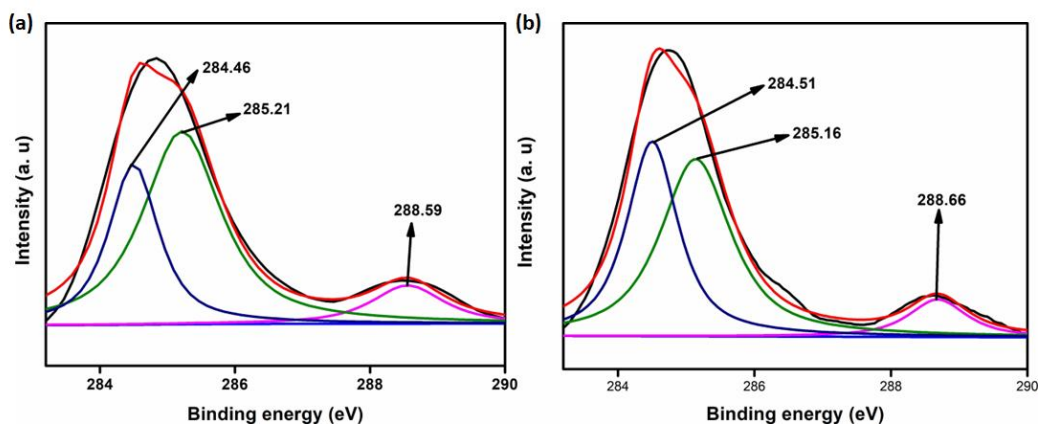 (a)
284.46
285.21
288.59
Intensity (a. u)
284
286
288
290
Binding energy (eV)
(b)
284.51
285.16
288.66
Intensity (a. u)
284
286
288
290
Binding energy (eV)